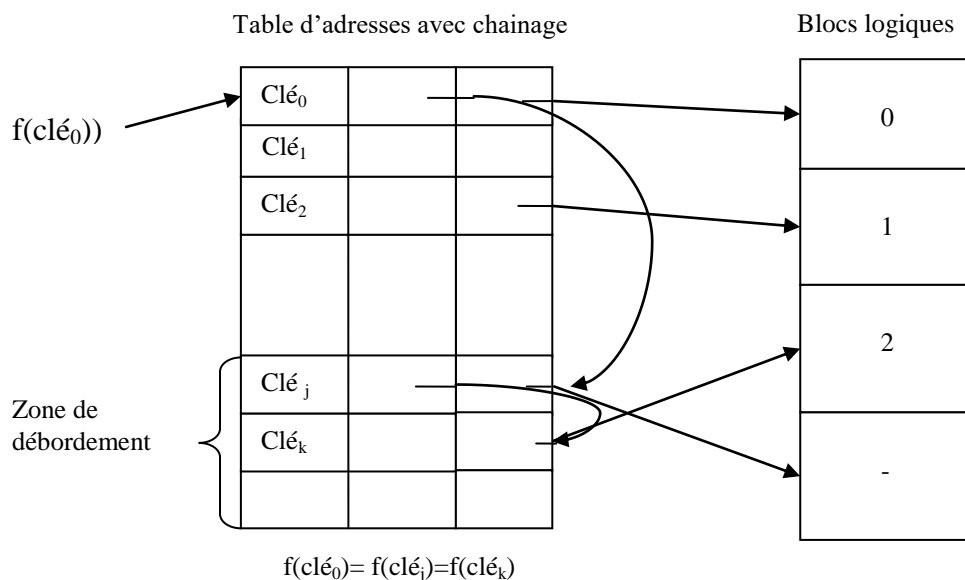 Table d'adresses avec chainage
Blocs logiques
f(clé₀))
Clé₀
Clé₁
Clé₂
Clé ⱼ
Cléₖ
Zone de
débordement
0
1
2
-
f(clé₀)= f(cléⱼ)=f(cléₖ)